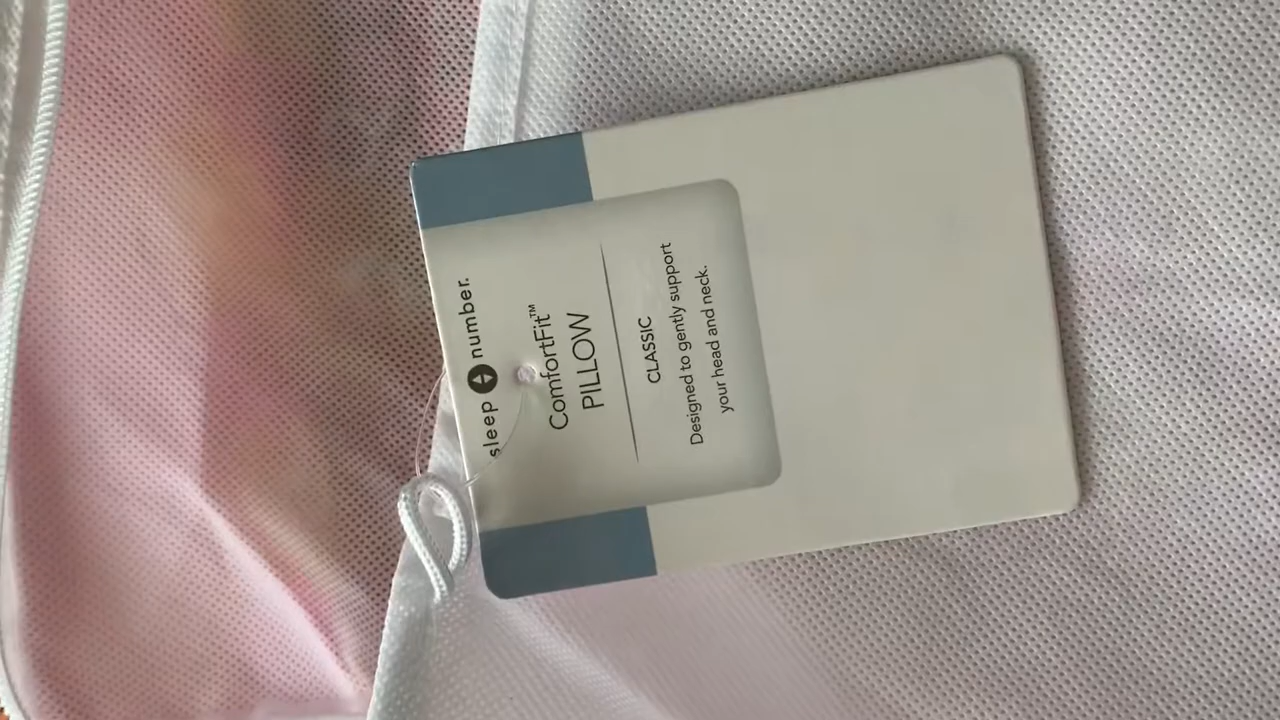 sleep number.
ComfortFit™
PILLOW
CLASSIC
Designed to gently support
your head and neck.